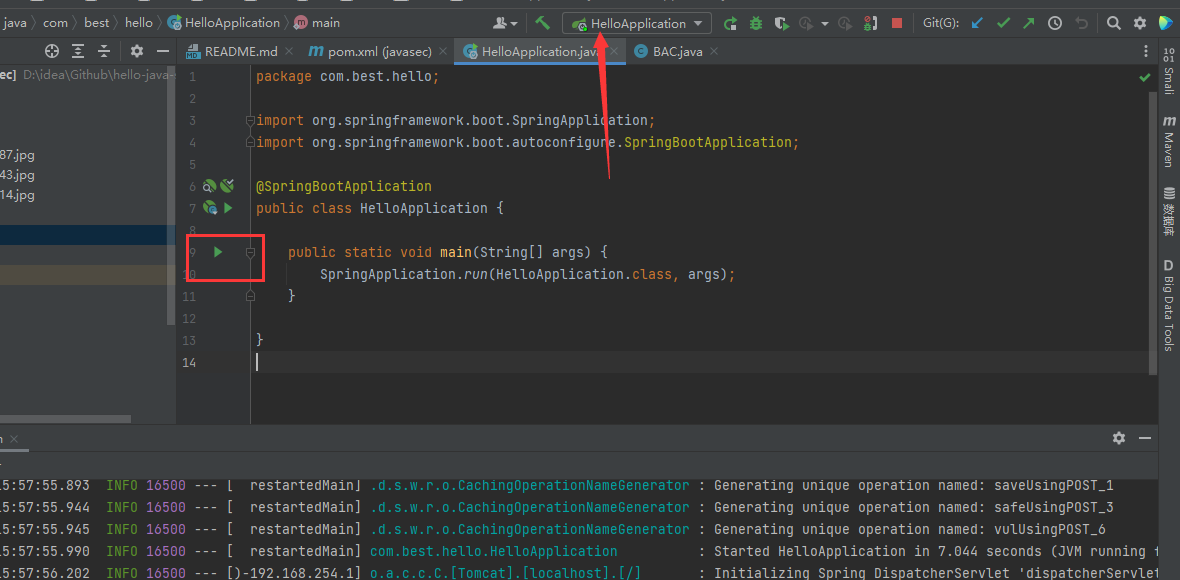 java com best hello HelloApplication main HelloApplication Git(G):
README.md pom.xml (javasec) HelloApplication.java BAC.java
ec] D:\idea\Github\hello-java-
87.jpg
43.jpg
14.jpg
1 package com.best.hello;
2
3 import org.springframework.boot.SpringApplication;
4 import org.springframework.boot.autoconfigure.SpringBootApplication;
5
6 @SpringBootApplication
7 public class HelloApplication {
8
9 public static void main(String[] args) {
10 SpringApplication.run(HelloApplication.class, args);
11 }
12
13 }
14
Smali
Maven
数据库
Big Data Tools
15:57:55.893 INFO 16500 --- [ restartedMain] .d.s.w.r.o.CachingOperationNameGenerator : Generating unique operation named: saveUsingPOST_1
15:57:55.944 INFO 16500 --- [ restartedMain] .d.s.w.r.o.CachingOperationNameGenerator : Generating unique operation named: safeUsingPOST_3
15:57:55.945 INFO 16500 --- [ restartedMain] .d.s.w.r.o.CachingOperationNameGenerator : Generating unique operation named: vulUsingPOST_6
15:57:55.990 INFO 16500 --- [ restartedMain] com.best.hello.HelloApplication : Started HelloApplication in 7.044 seconds (JVM running f
15:57:56.202 INFO 16500 --- [)-192.168.254.1] o.a.c.c.C.[Tomcat].[localhost].[/] : Initializing Spring DispatcherServlet 'dispatcherServlet